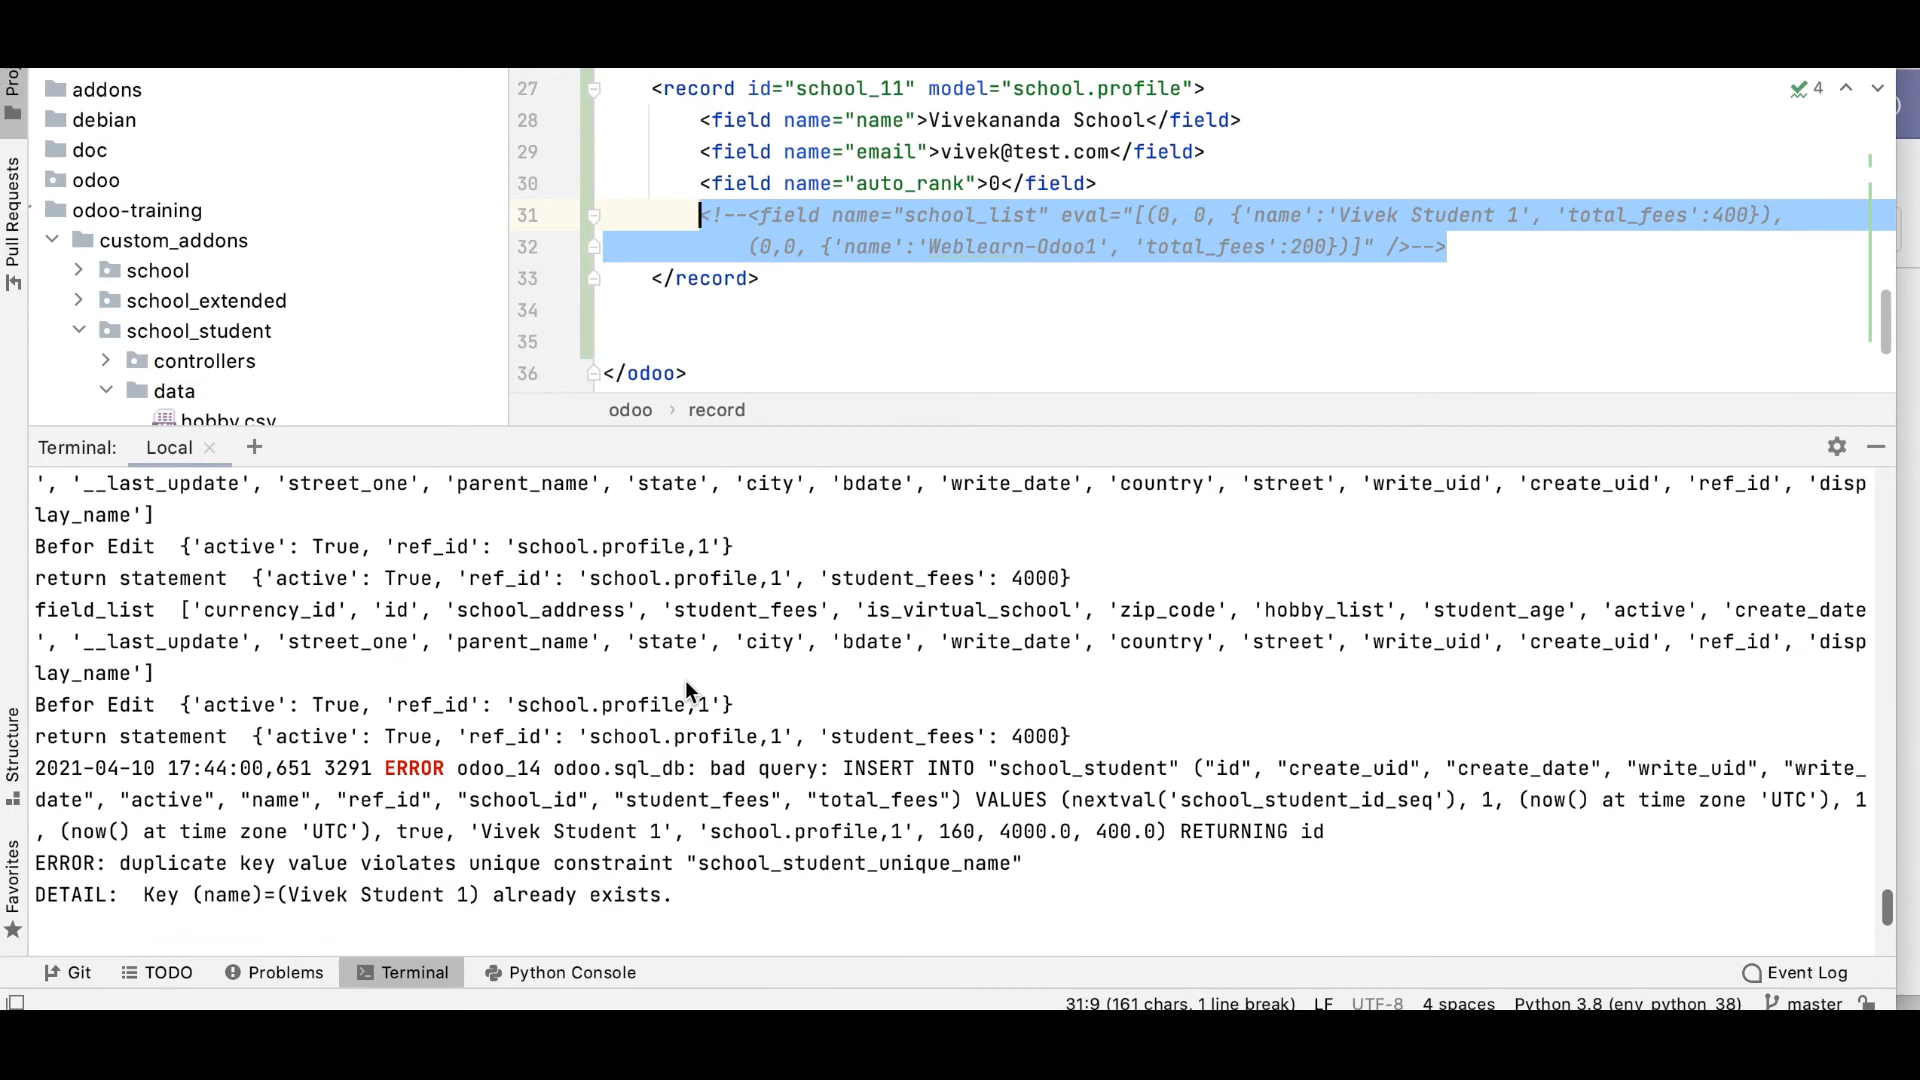 Proj
Pull Requests
Structure
Favorites
addons
debian
doc
odoo
odoo-training
custom_addons
school
school_extended
school_student
controllers
data
hobby.csv
27 <record id="school_11" model="school.profile">
28 <field name="name">Vivekananda School</field>
29 <field name="email">vivek@test.com</field>
30 <field name="auto_rank">0</field>
31 <!--<field name="school_list" eval="[(0, 0, {'name':'Vivek Student 1', 'total_fees':400}),
32 (0,0, {'name':'Weblearn-Odoo1', 'total_fees':200})]" />-->
33 </record>
34
35
36 </odoo>
4
odoo > record
Terminal: Local × +
', '__last_update', 'street_one', 'parent_name', 'state', 'city', 'bdate', 'write_date', 'country', 'street', 'write_uid', 'create_uid', 'ref_id', 'disp
lay_name']
Befor Edit  {'active': True, 'ref_id': 'school.profile,1'}
return statement  {'active': True, 'ref_id': 'school.profile,1', 'student_fees': 4000}
field_list  ['currency_id', 'id', 'school_address', 'student_fees', 'is_virtual_school', 'zip_code', 'hobby_list', 'student_age', 'active', 'create_date
', '__last_update', 'street_one', 'parent_name', 'state', 'city', 'bdate', 'write_date', 'country', 'street', 'write_uid', 'create_uid', 'ref_id', 'disp
lay_name']
Befor Edit  {'active': True, 'ref_id': 'school.profile,1'}
return statement  {'active': True, 'ref_id': 'school.profile,1', 'student_fees': 4000}
2021-04-10 17:44:00,651 3291 ERROR odoo_14 odoo.sql_db: bad query: INSERT INTO "school_student" ("id", "create_uid", "create_date", "write_uid", "write_
date", "active", "name", "ref_id", "school_id", "student_fees", "total_fees") VALUES (nextval('school_student_id_seq'), 1, (now() at time zone 'UTC'), 1
, (now() at time zone 'UTC'), true, 'Vivek Student 1', 'school.profile,1', 160, 4000.0, 400.0) RETURNING id
ERROR: duplicate key value violates unique constraint "school_student_unique_name"
DETAIL:  Key (name)=(Vivek Student 1) already exists.
Git TODO Problems Terminal Python Console Event Log
31:9 (161 chars, 1 line break) LF UTF-8 4 spaces Python 3.8 (env_python_38) master